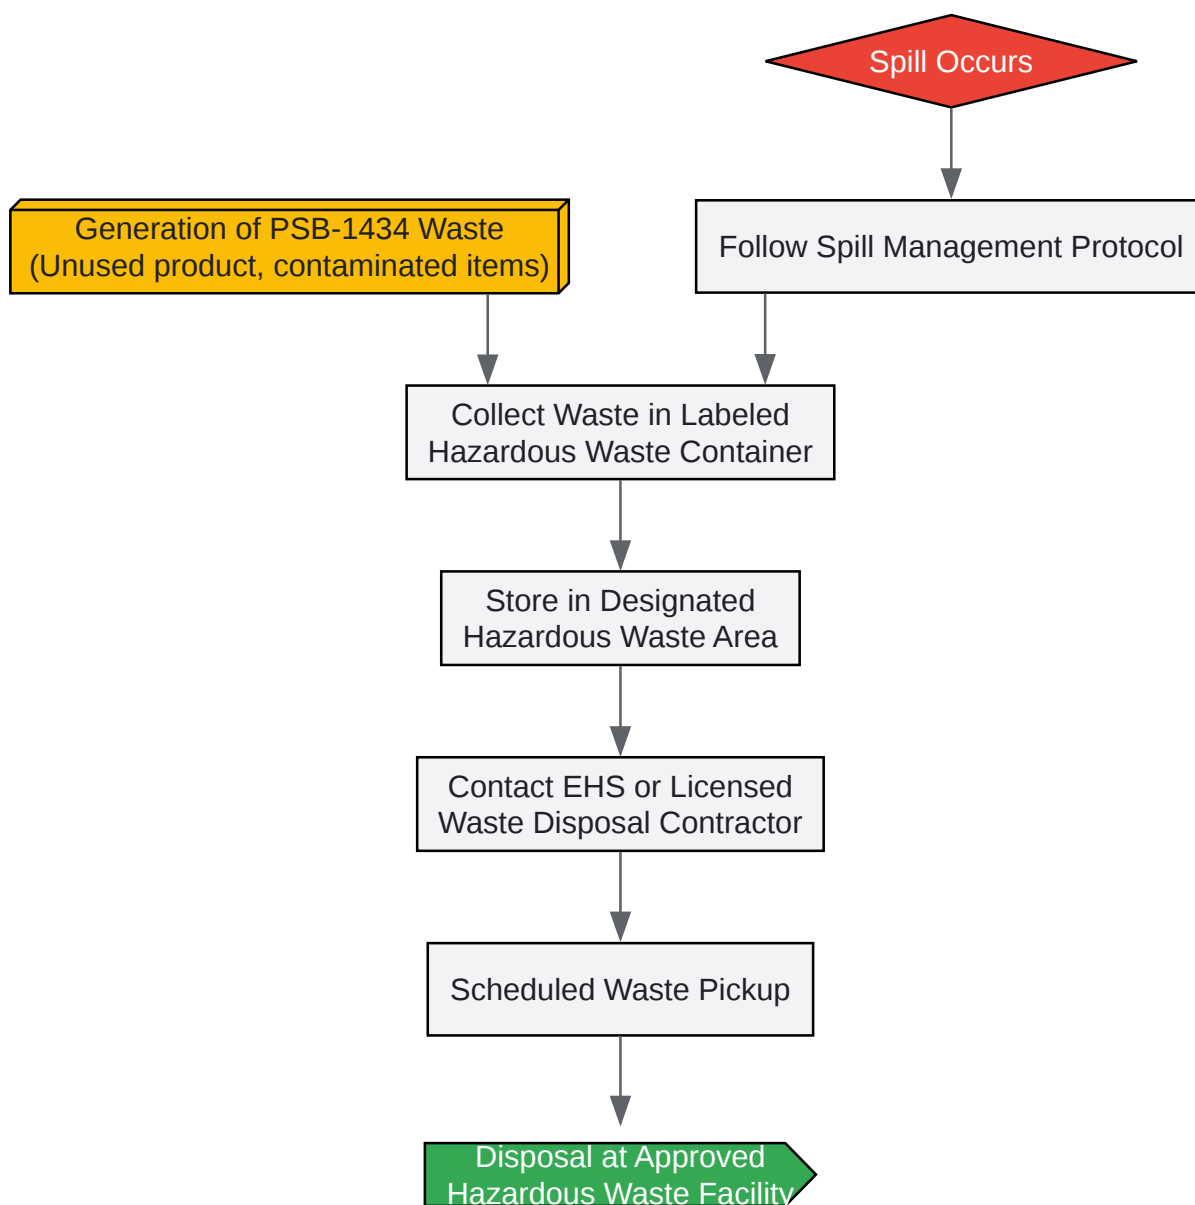 Spill Occurs
Generation of PSB-1434 Waste
(Unused product, contaminated items)
Follow Spill Management Protocol
Collect Waste in Labeled
Hazardous Waste Container
Store in Designated
Hazardous Waste Area
Contact EHS or Licensed
Waste Disposal Contractor
Scheduled Waste Pickup
Disposal at Approved
Hazardous Waste Facility